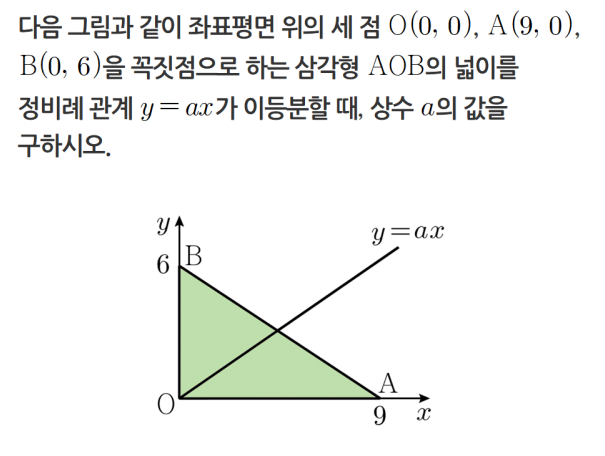 다음 그림과 같이 좌표평면 위의 세 점 O(0, 0), A(9, 0),
B(0, 6)을 꼭짓점으로 하는 삼각형 AOB의 넓이를
정비례 관계 y=ax가 이등분할 때, 상수 a의 값을
구하시오.
y
y=ax
6
B
A
O
9
x